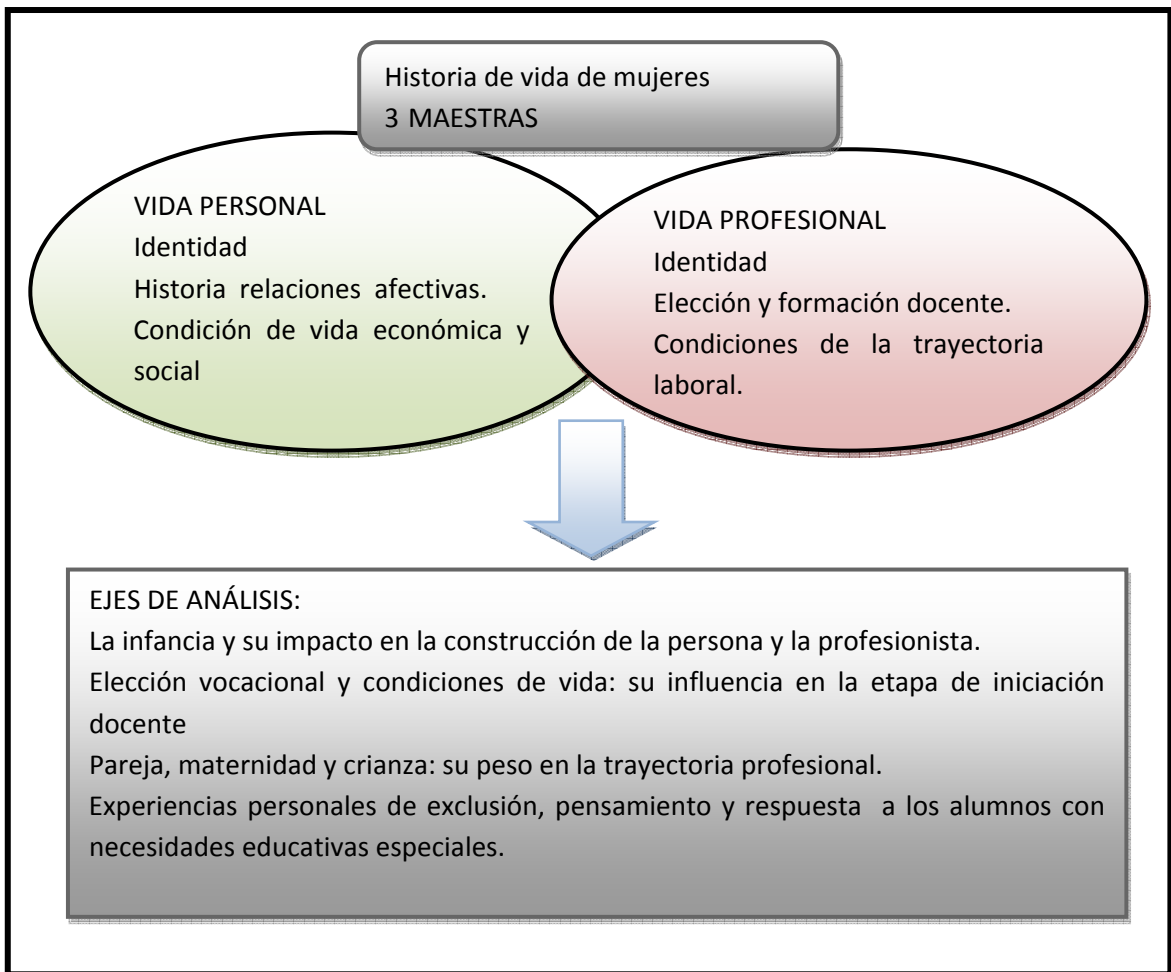 Historia de vida de mujeres
3 MAESTRAS
VIDA PERSONAL
Identidad
Historia relaciones afectivas.
Condición de vida económica y
social
VIDA PROFESIONAL
Identidad
Elección y formación docente.
Condiciones de la trayectoria
laboral.
EJES DE ANÁLISIS:
La infancia y su impacto en la construcción de la persona y la profesionista.
Elección vocacional y condiciones de vida: su influencia en la etapa de iniciación
docente
Pareja, maternidad y crianza: su peso en la trayectoria profesional.
Experiencias personales de exclusión, pensamiento y respuesta a los alumnos con
necesidades educativas especiales.